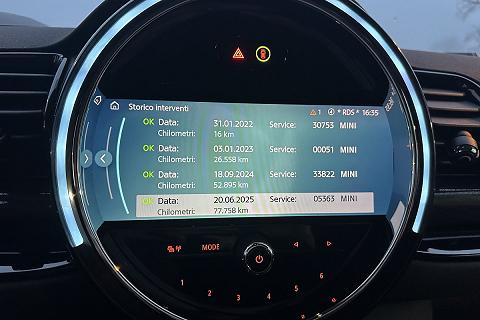 Storico interventi 1 * RDS * 16:35
OK Data: 31.01.2022 Service: 30753 MINI
Chilometri: 16 km
OK Data: 03.01.2023 Service: 00051 MINI
Chilometri: 26.558 km
OK Data: 18.09.2024 Service: 33822 MINI
Chilometri: 52.895 km
OK Data: 20.06.2025 Service: 05363 MINI
Chilometri: 77.758 km
MODE
1 2 3 4 5 6